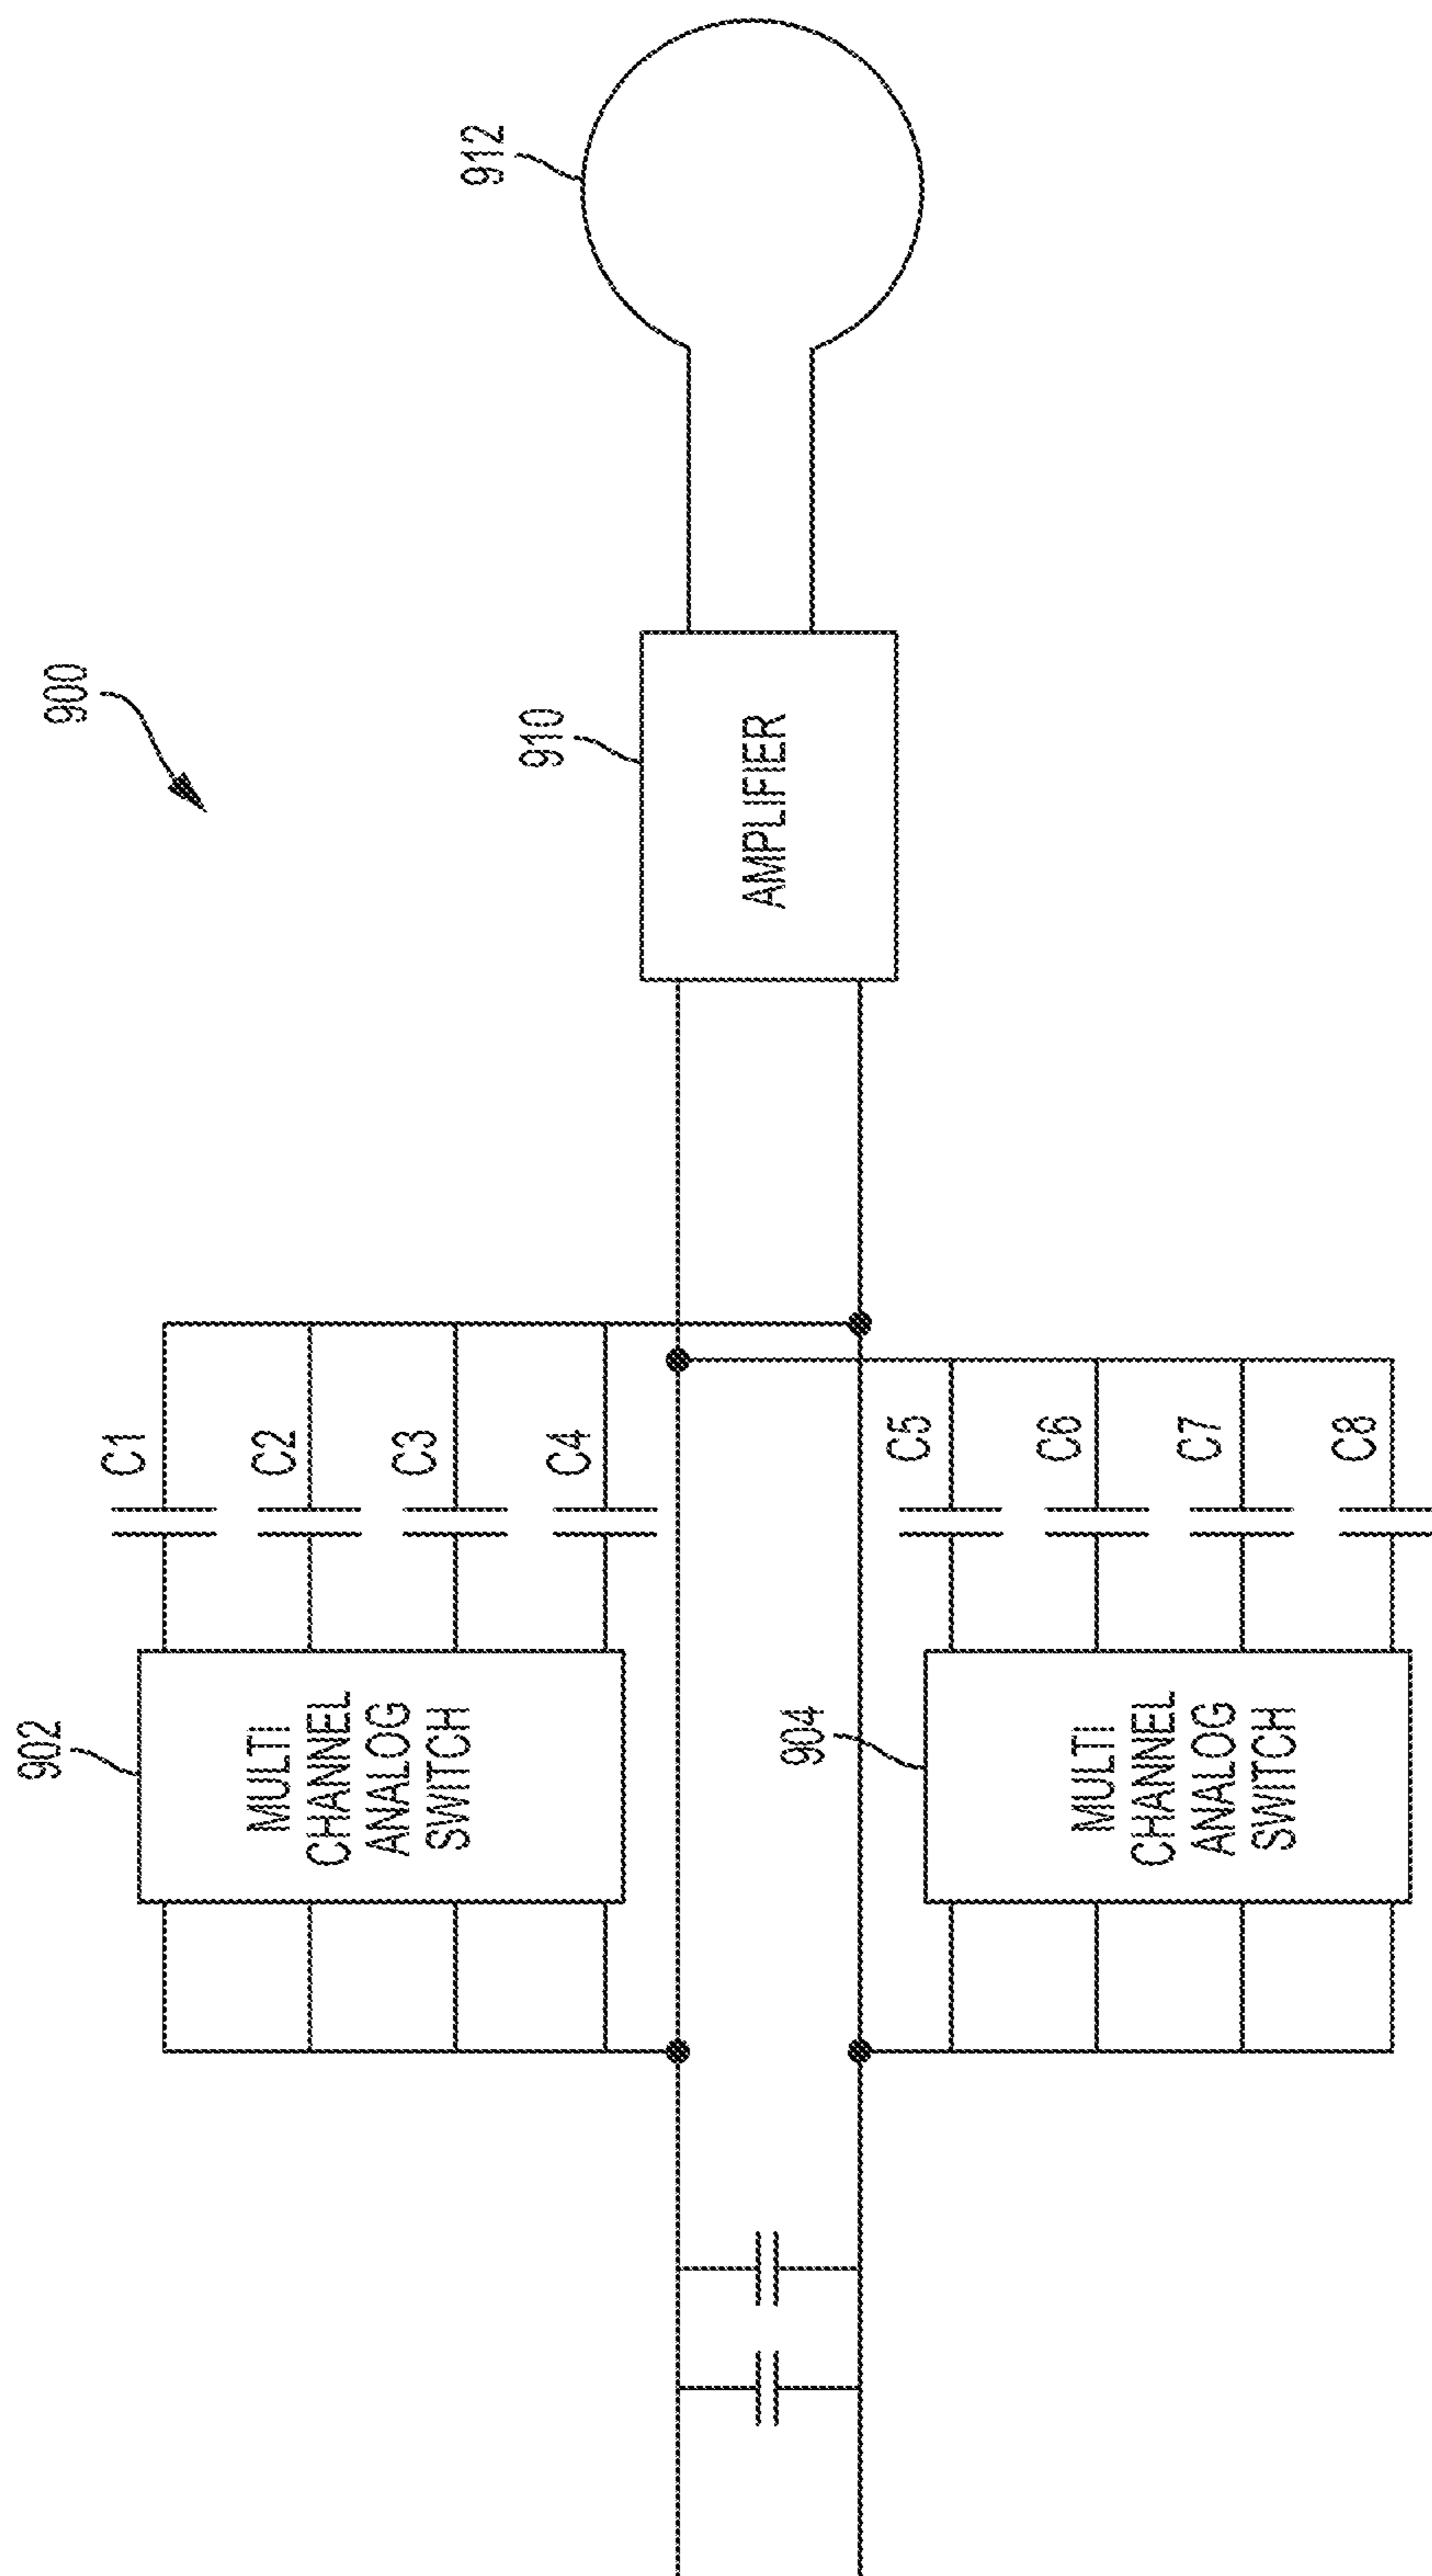 900
912
910
AMPLIFIER
902
MULTI
CHANNEL
ANALOG
SWITCH
C1
C2
C3
C4
904
MULTI
CHANNEL
ANALOG
SWITCH
C5
C6
C7
C8